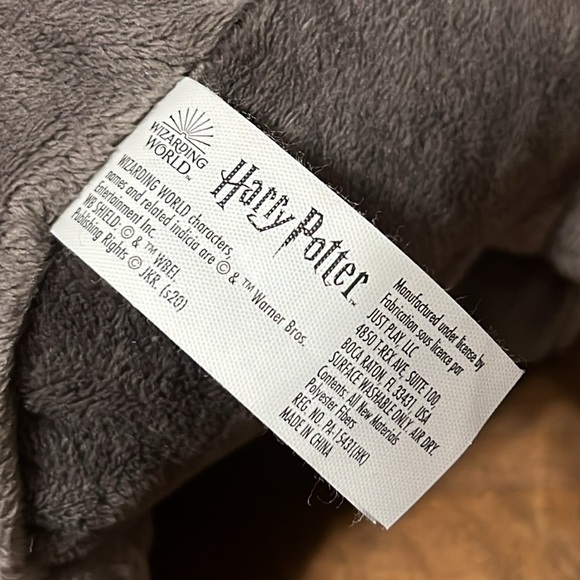 WIZARDING
WORLD™
Harry Potter™
WIZARDING WORLD characters,
names and related indicia are © & ™ Warner Bros.
Entertainment Inc.
WB SHIELD: © & ™ WBEI.
Publishing Rights © JKR. (s20)
Manufactured under license by
Fabrication sous licence par
JUST PLAY, LLC
4850 T-REX AVE, SUITE 100,
BOCA RATON, FL 33431, USA
SURFACE WASHABLE ONLY. AIR DRY.
Contents: All New Materials
Polyester Fibers
REG. NO. PA-15431(HK)
MADE IN CHINA